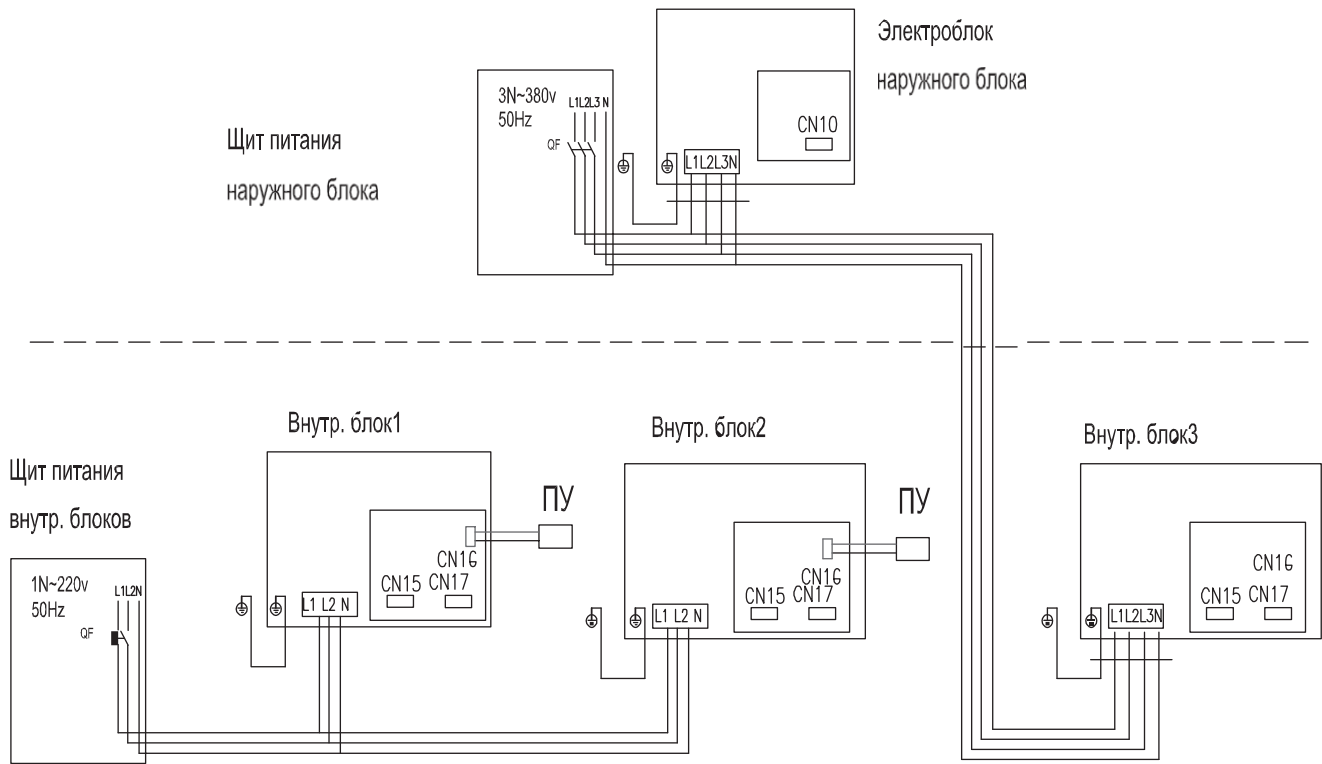 Электроблок
наружного блока
3N~380v
50Hz
L1L2L3 N
QF
CN10
L1L2L3N
Щит питания
наружного блока
Внутр. блок1
Внутр. блок2
Внутр. блок3
Щит питания
внутр. блоков
ПУ
ПУ
1N~220v
50Hz
L1L2N
QF
CN16
CN15 CN17
L1 L2 N
CN16
CN15 CN17
L1 L2 N
CN16
CN15 CN17
L1L2L3N